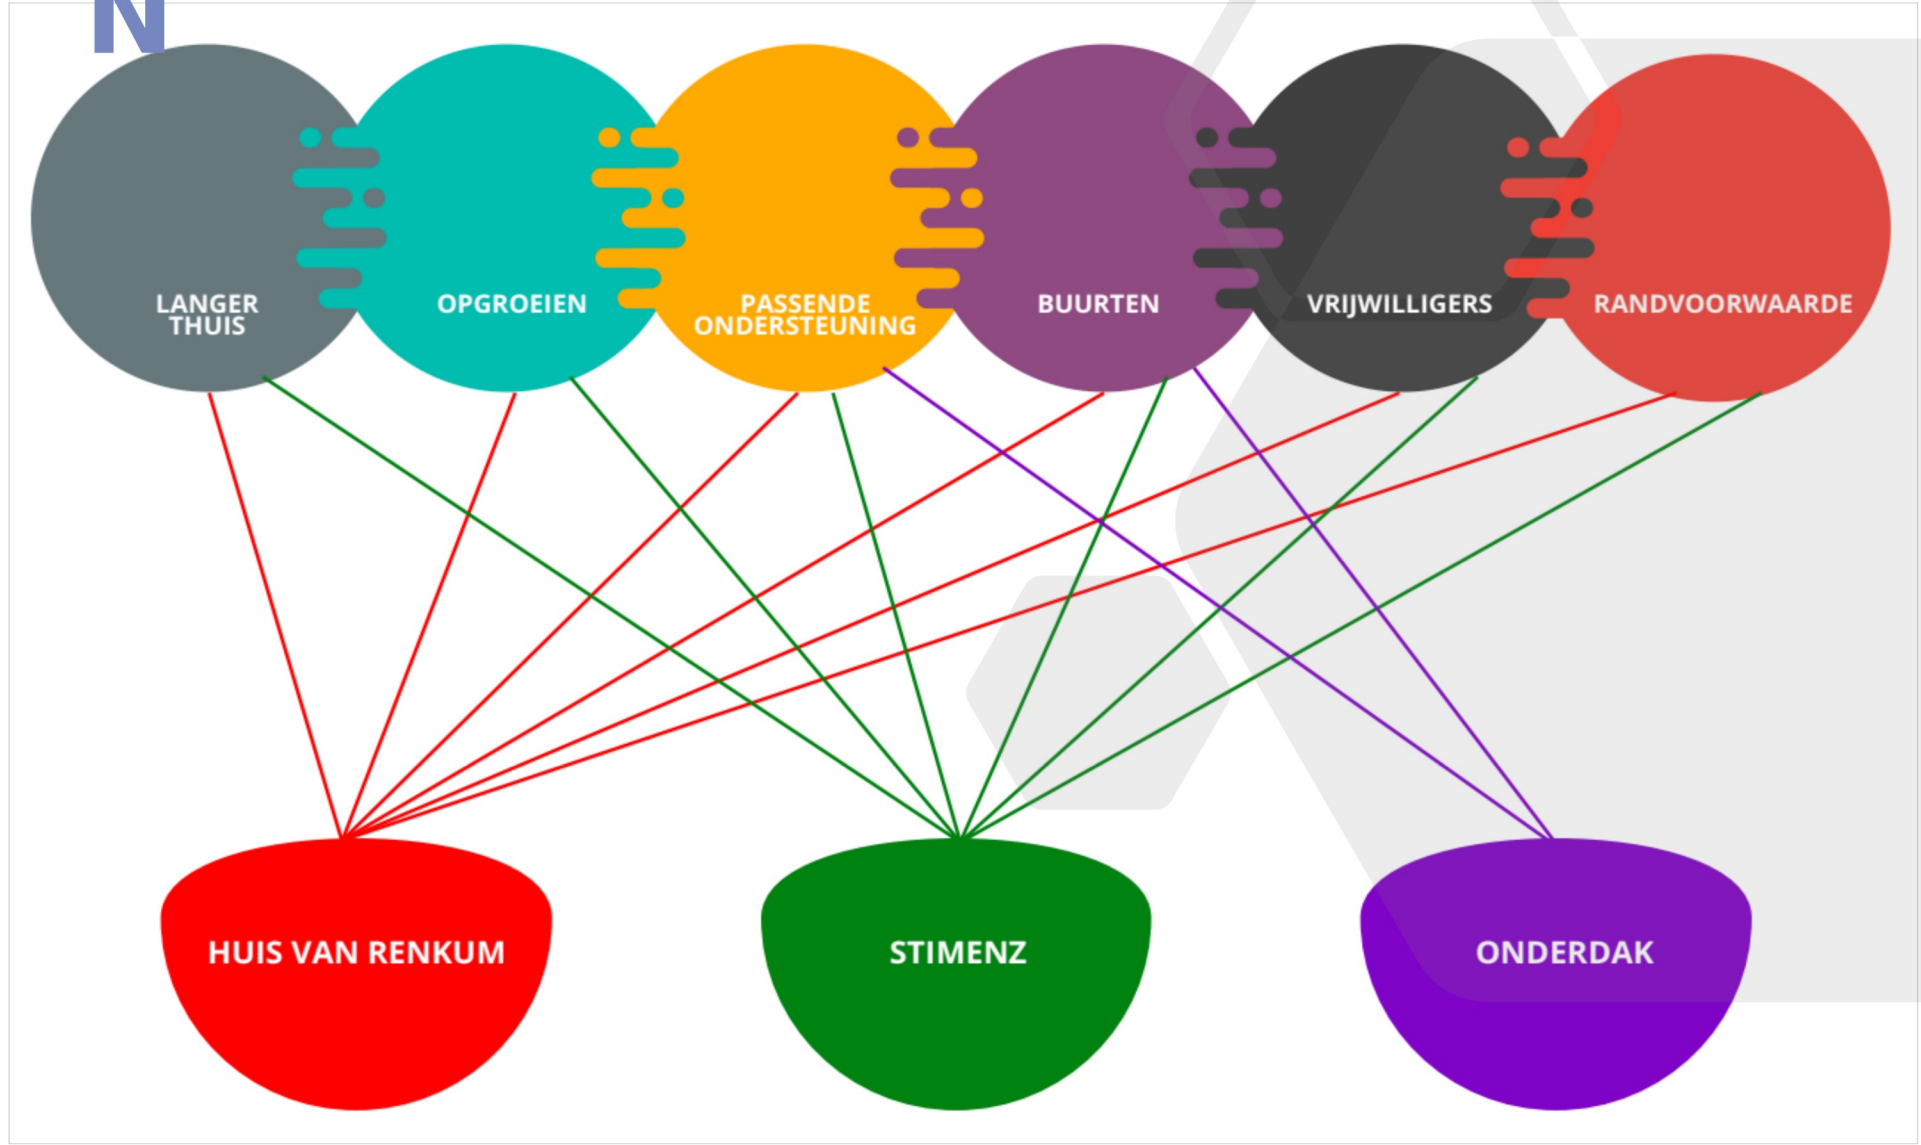 N
LANGER
THUIS
OPGROEIEN
PASSENDE
ONDERSTEUNING
BUURTEN
VRIJWILLIGERS
RANDVOORWAARDE
HUIS VAN RENKUM
STIMENZ
ONDERDAK